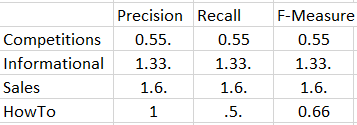 Precision Recall F-Measure
Competitions 0.55. 0.55 0.55
Informational 1.33. 1.33. 1.33.
Sales 1.6. 1.6. 1.6.
HowTo 1 .5. 0.66